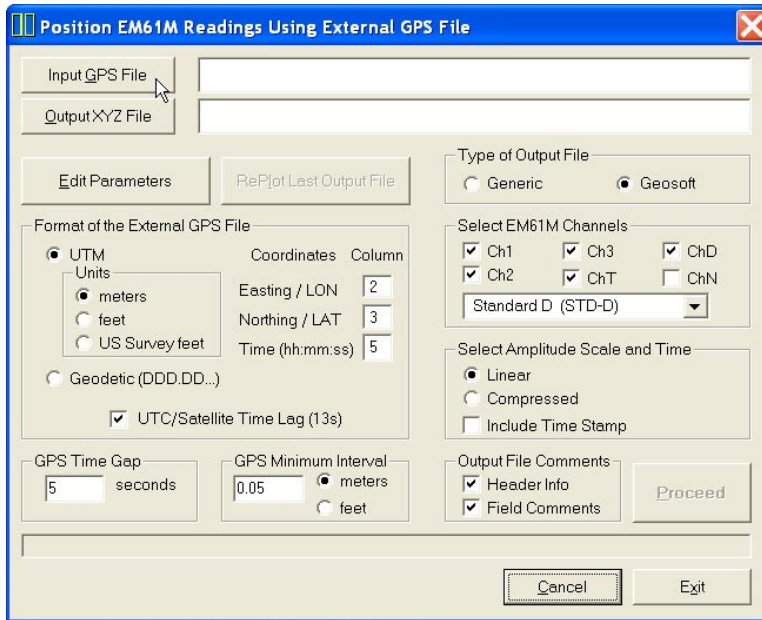 Position EM61M Readings Using External GPS File
Input GPS File
Output XYZ File
Edit Parameters
RePlot Last Output File
Type of Output File
Generic
Geosoft
Format of the External GPS File
UTM
Units
meters
feet
US Survey feet
Coordinates Column
Easting / LON 2
Northing / LAT 3
Time (hh:mm:ss) 5
Geodetic (DDD.DD...)
UTC/Satellite Time Lag (13s)
Select EM61M Channels
Ch1 Ch3 ChD
Ch2 ChT ChN
Standard D (STD-D)
Select Amplitude Scale and Time
Linear
Compressed
Include Time Stamp
GPS Time Gap
5 seconds
GPS Minimum Interval
0.05 meters
feet
Output File Comments
Header Info
Field Comments
Proceed
Cancel
Exit